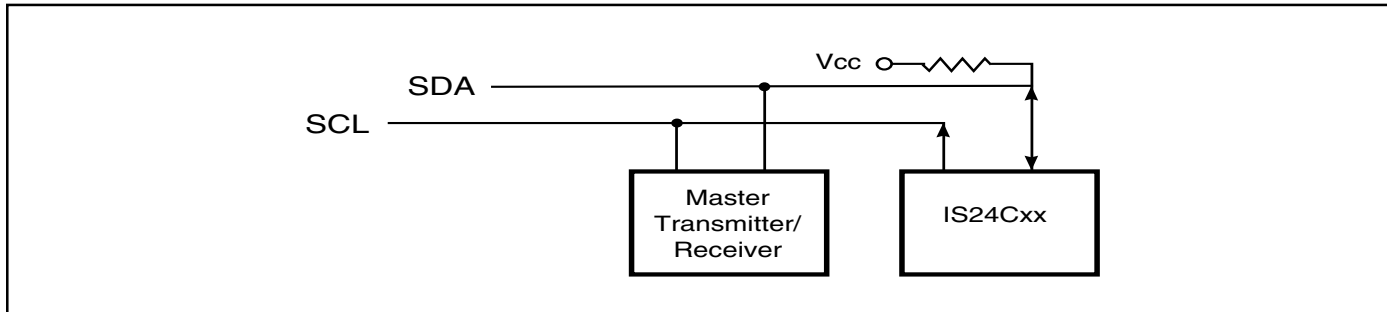 Vcc
SDA
SCL
Master
Transmitter/
Receiver
IS24Cxx